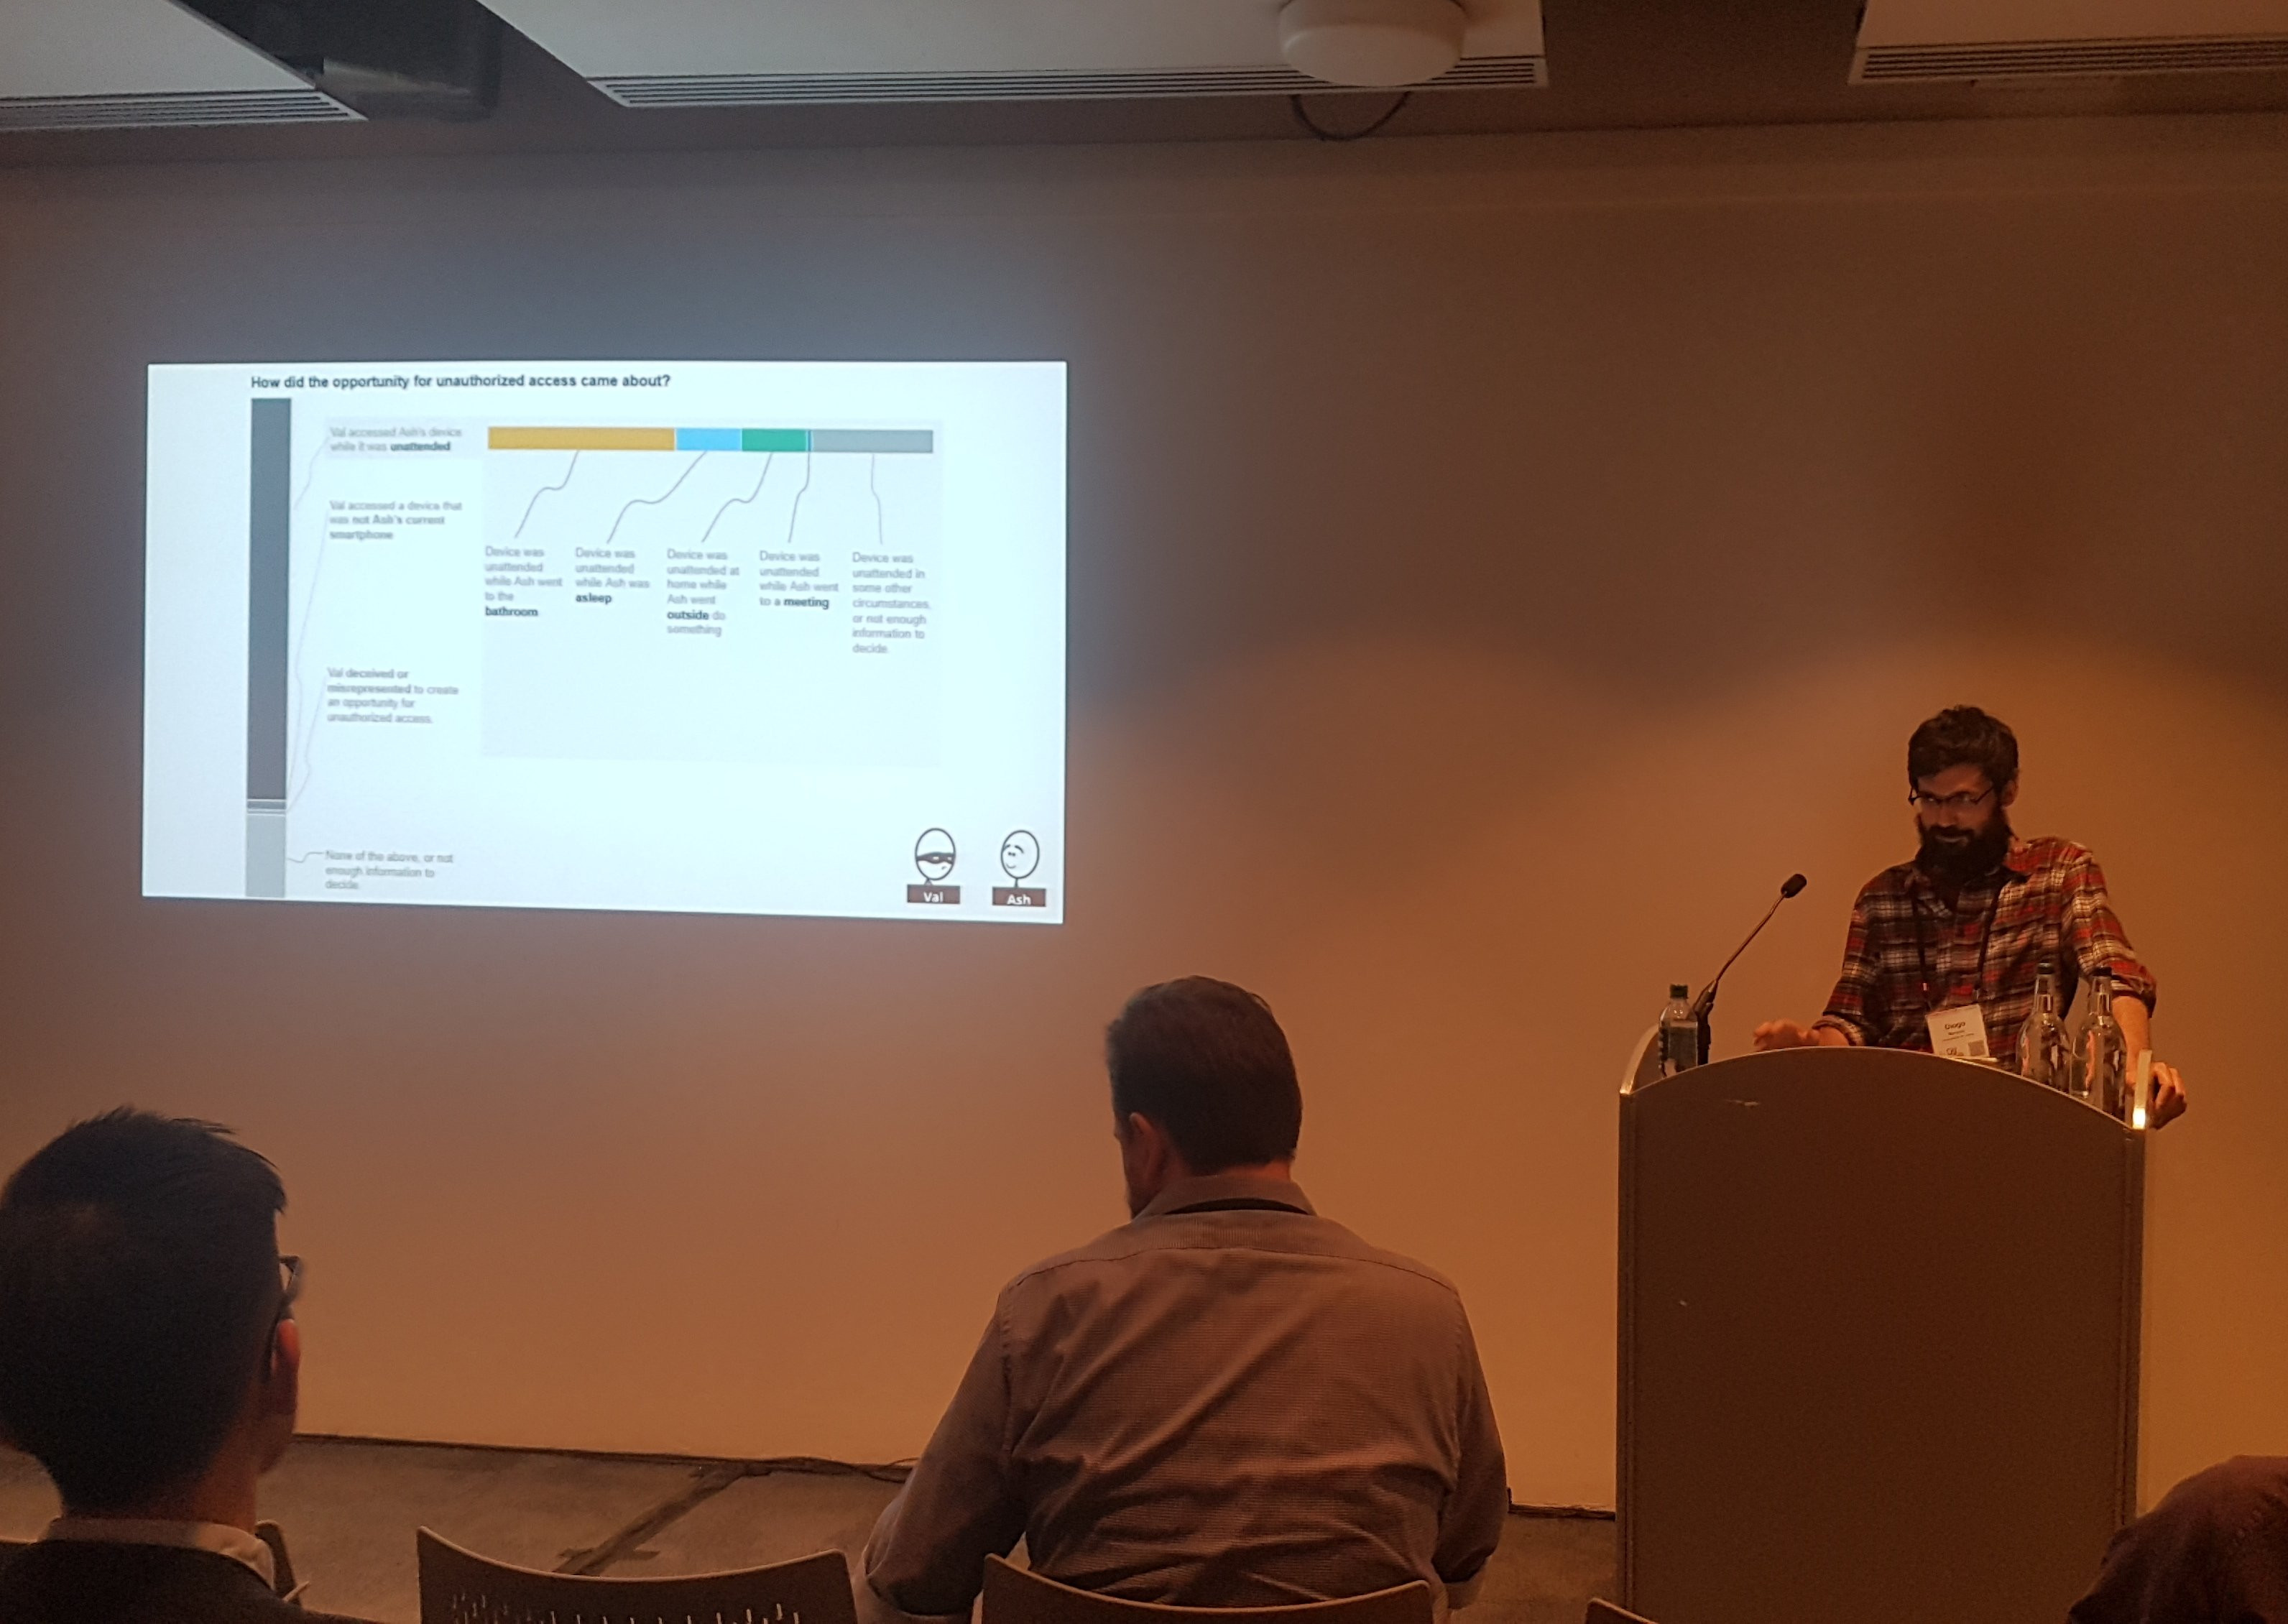 How did the opportunity for unauthorized access came about?
Val accessed Ash's device
while it was unattended
Val accessed a device that
was not Ash's current
smartphone
Val deceived or
misrepresented to create
an opportunity for
unauthorized access.
None of the above, or not
enough information to
decide
Device was
unattended
while Ash went
to the
bathroom
Device was
unattended
while Ash was
asleep
Device was
unattended at
home while
Ash went
outside do
something
Device was
unattended
while Ash went
to a meeting
Device was
unattended in
some other
circumstances,
or not enough
information to
decide.
Val
Ash
Diogo